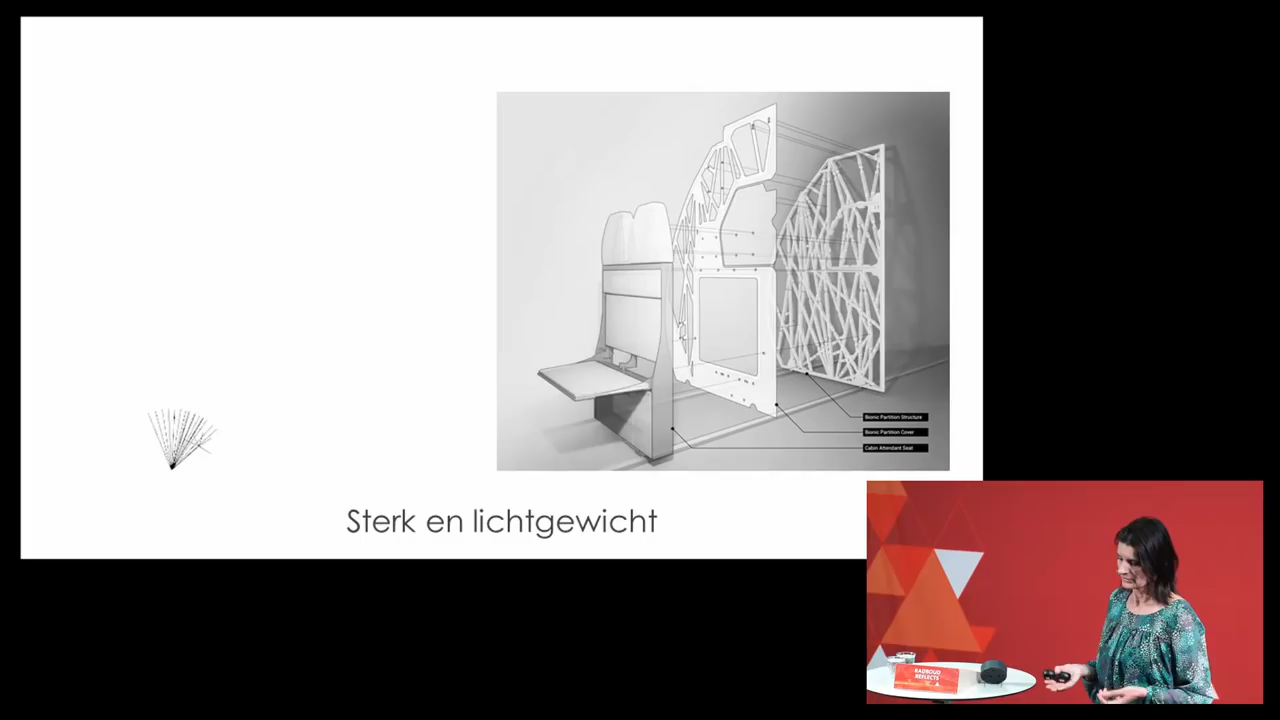 Bionic Partition Structure
Bionic Partition Cover
Cabin Attendant Seat
Sterk en lichtgewicht
RADBOUD
REFLECTS